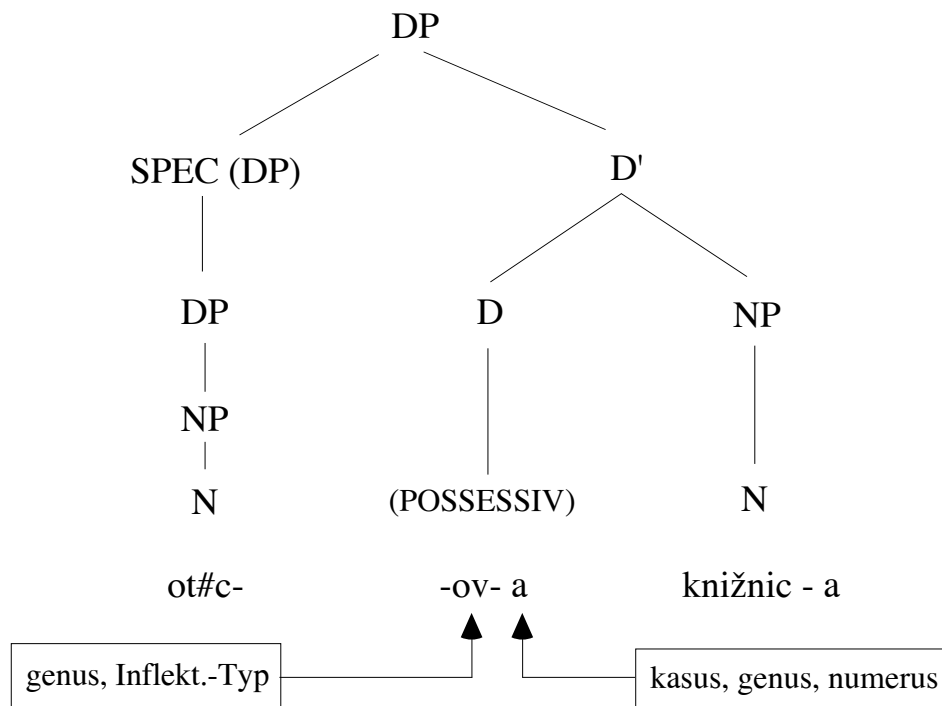 DP
SPEC (DP) D'
DP D NP
NP
N (POSSESSIV) N
ot#c- -ov- a knižnic - a
genus, Inflekt.-Typ kasus, genus, numerus